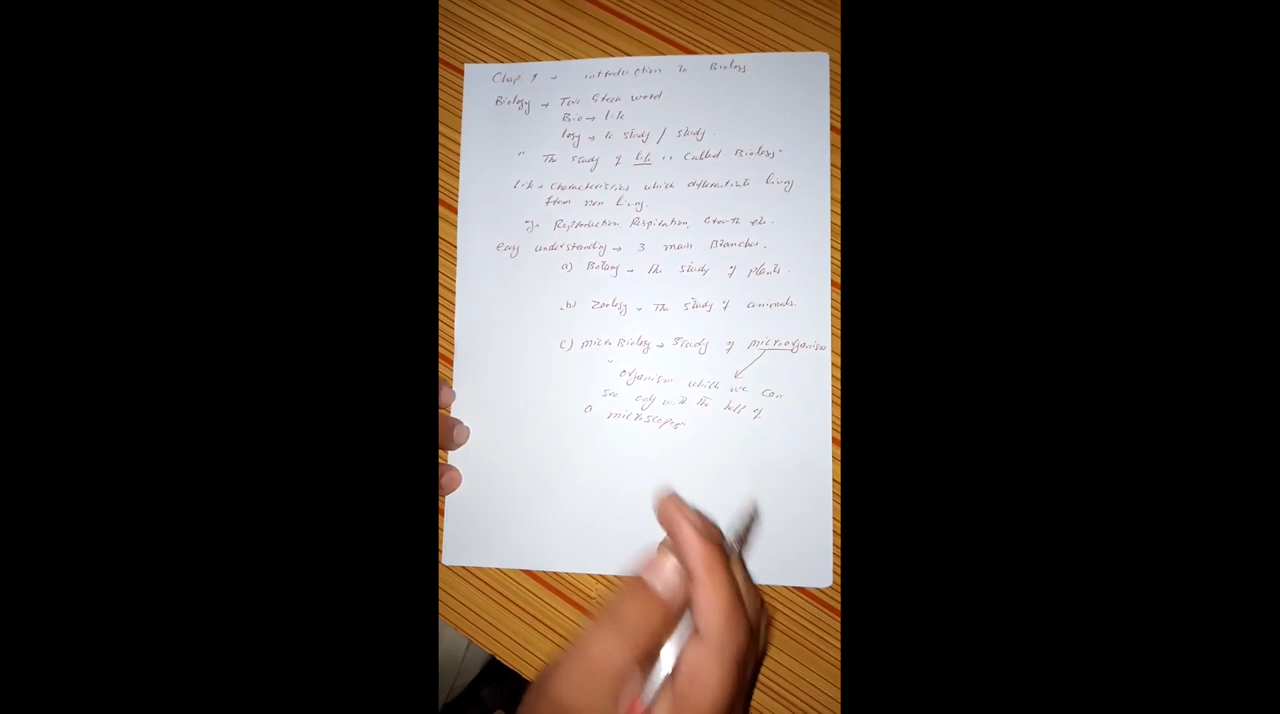 Chap. 1 → introduction to Biology.
Biology → Two Greek word
Bio → life
logy → to study / study.
" The study of life is Called Biology"
Life → Characteristics which differentiate living
from non living.
eg → Reproduction Respiration, Growth etc.
easy understanding → 3 main Branches.
a) Botany → The study of plants.
b) Zoology → The study of animals.
c) micro Biology → study of microorganism
organism which we can
see only with the help of
a microscope